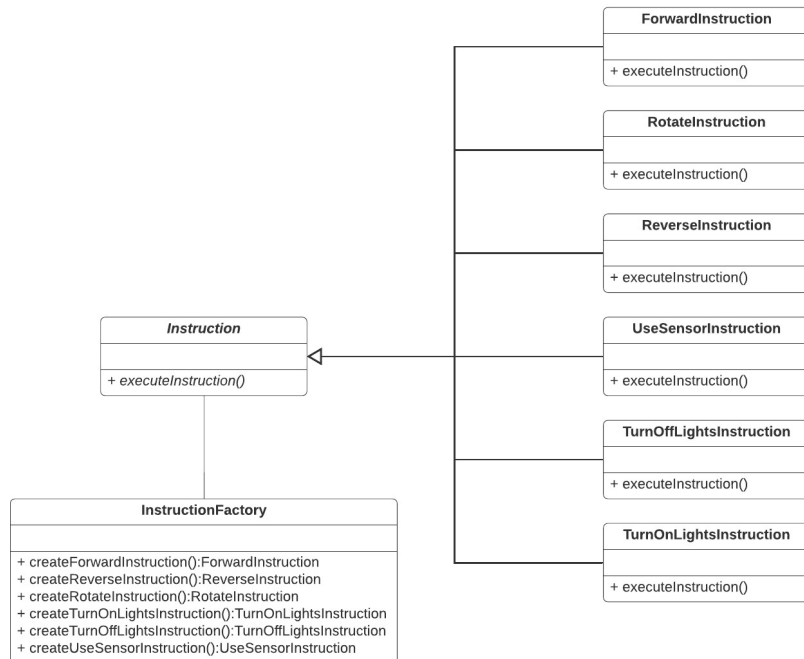 ForwardInstruction
+ executeInstruction()
RotateInstruction
+ executeInstruction()
ReverseInstruction
+ executeInstruction()
Instruction
+ executeInstruction()
UseSensorInstruction
+ executeInstruction()
TurnOffLightsInstruction
+ executeInstruction()
TurnOnLightsInstruction
+ executeInstruction()
InstructionFactory
+ createForwardInstruction():ForwardInstruction
+ createReverseInstruction():ReverseInstruction
+ createRotateInstruction():RotateInstruction
+ createTurnOnLightsInstruction():TurnOnLightsInstruction
+ createTurnOffLightsInstruction():TurnOffLightsInstruction
+ createUseSensorInstruction():UseSensorInstruction